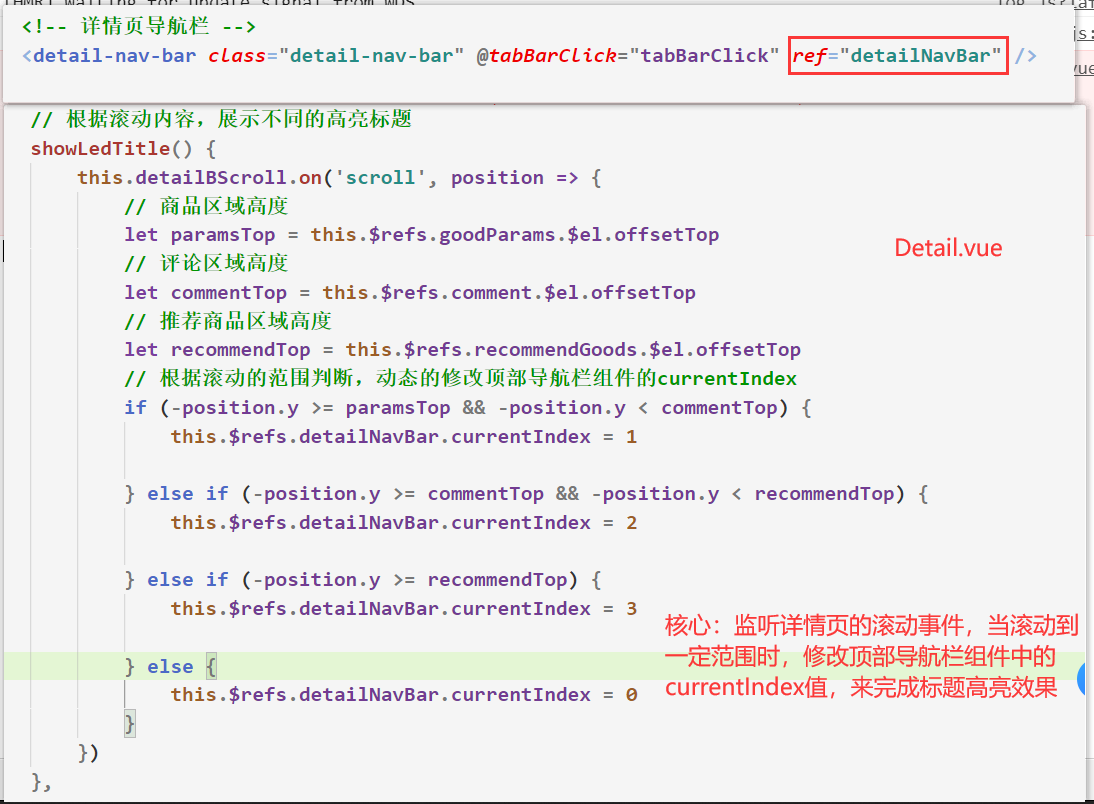 <!-- 详情页导航栏 -->
<detail-nav-bar class="detail-nav-bar" @tabBarClick="tabBarClick" ref="detailNavBar" />
// 根据滚动内容，展示不同的高亮标题
showLedTitle() {
this.detailBScroll.on('scroll', position => {
// 商品区域高度
let paramsTop = this.$refs.goodParams.$el.offsetTop
Detail.vue
// 评论区域高度
let commentTop = this.$refs.comment.$el.offsetTop
// 推荐商品区域高度
let recommendTop = this.$refs.recommendGoods.$el.offsetTop
// 根据滚动的范围判断，动态的修改顶部导航栏组件的currentIndex
if (-position.y >= paramsTop && -position.y < commentTop) {
this.$refs.detailNavBar.currentIndex = 1
} else if (-position.y >= commentTop && -position.y < recommendTop) {
this.$refs.detailNavBar.currentIndex = 2
} else if (-position.y >= recommendTop) {
this.$refs.detailNavBar.currentIndex = 3
} else {
this.$refs.detailNavBar.currentIndex = 0
}
})
},
核心：监听详情页的滚动事件，当滚动到
一定范围时，修改顶部导航栏组件中的
currentIndex值，来完成标题高亮效果